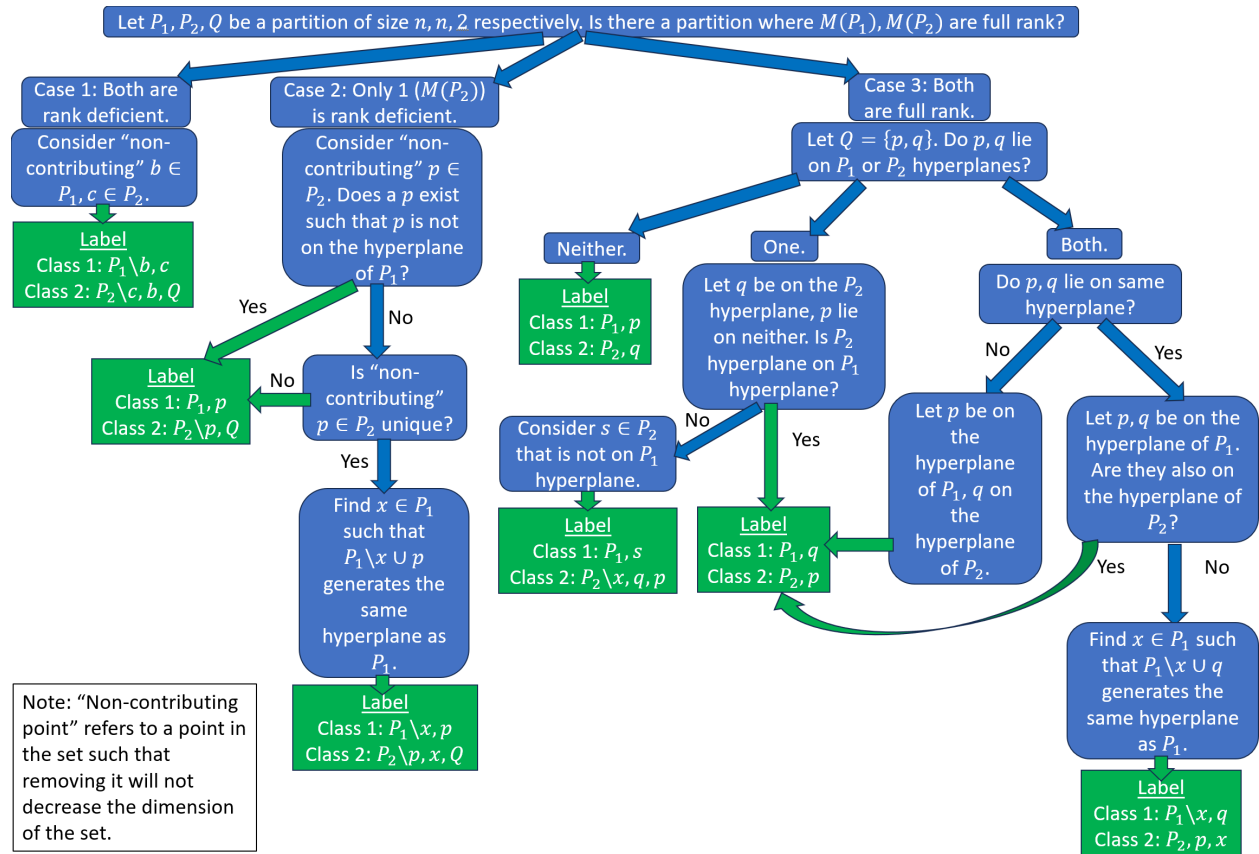 Let P₁, P₂, Q be a partition of size n, n, 2 respectively. Is there a partition where M(P₁), M(P₂) are full rank?
Case 1: Both are
rank deficient.
Consider “non-
contributing” b ∈
P₁, c ∈ P₂.
Label
Class 1: P₁\b, c
Class 2: P₂\c, b, Q
Case 2: Only 1 (M(P₂))
is rank deficient.
Consider “non-
contributing” p ∈
P₂. Does a p exist
such that p is not
on the hyperplane
of P₁?
Yes
No
Label
Class 1: P₁, p
Class 2: P₂\p, Q
No
Is “non-
contributing”
p ∈ P₂ unique?
Yes
Find x ∈ P₁
such that
P₁\x ∪ p
generates the
same
hyperplane as
P₁.
Label
Class 1: P₁\x, p
Class 2: P₂\p, x, Q
Case 3: Both
are full rank.
Let Q = {p, q}. Do p, q lie
on P₁ or P₂ hyperplanes?
Neither.
Label
Class 1: P₁, p
Class 2: P₂, q
One.
Let q be on the P₂
hyperplane, p lie
on neither. Is P₂
hyperplane on P₁
hyperplane?
No
Yes
Consider s ∈ P₂
that is not on P₁
hyperplane.
Label
Class 1: P₁, s
Class 2: P₂\x, q, p
Label
Class 1: P₁, q
Class 2: P₂, p
Both.
Do p, q lie on same
hyperplane?
No
Yes
Let p be on
the
hyperplane
of P₁, q on
the
hyperplane
of P₂.
Let p, q be on the
hyperplane of P₁.
Are they also on
the hyperplane of
P₂?
Yes
No
Find x ∈ P₁ such
that P₁\x ∪ q
generates the
same hyperplane
as P₁.
Label
Class 1: P₁\x, q
Class 2: P₂, p, x
Note: “Non-contributing
point” refers to a point in
the set such that
removing it will not
decrease the dimension
of the set.